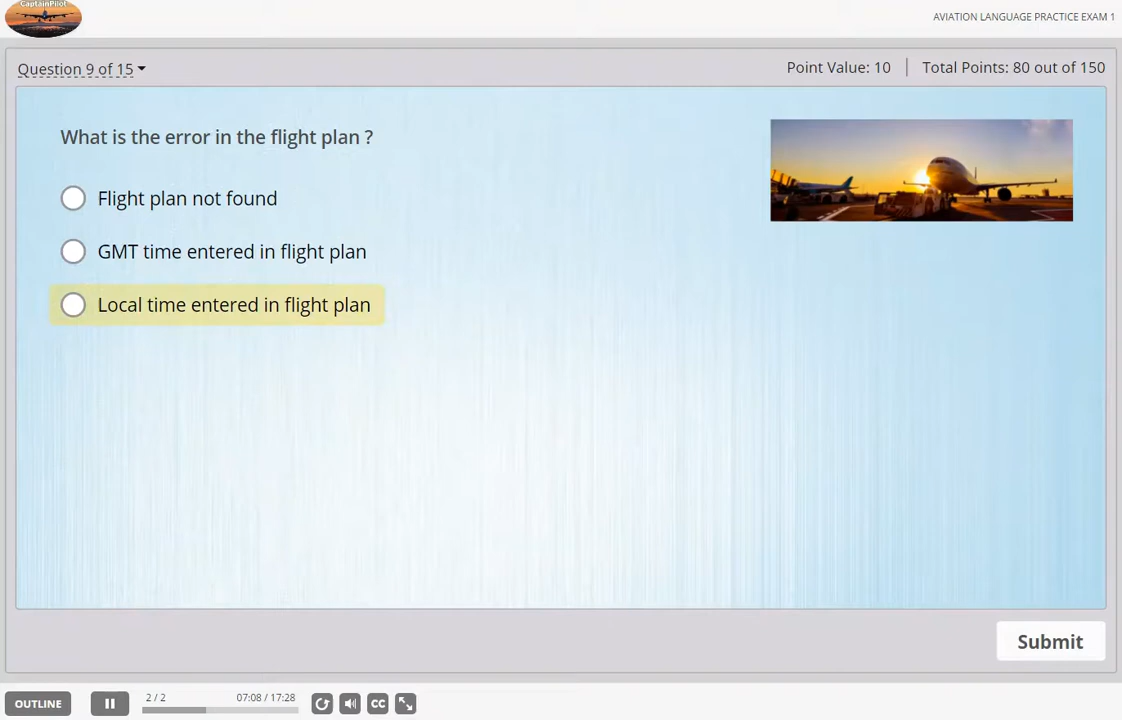 CaptainPilot
AVIATION LANGUAGE PRACTICE EXAM 1
Question 9 of 15
Point Value: 10 | Total Points: 80 out of 150
What is the error in the flight plan ?
Flight plan not found
GMT time entered in flight plan
Local time entered in flight plan
Submit
OUTLINE
2 / 2
07:08 / 17:28
CC